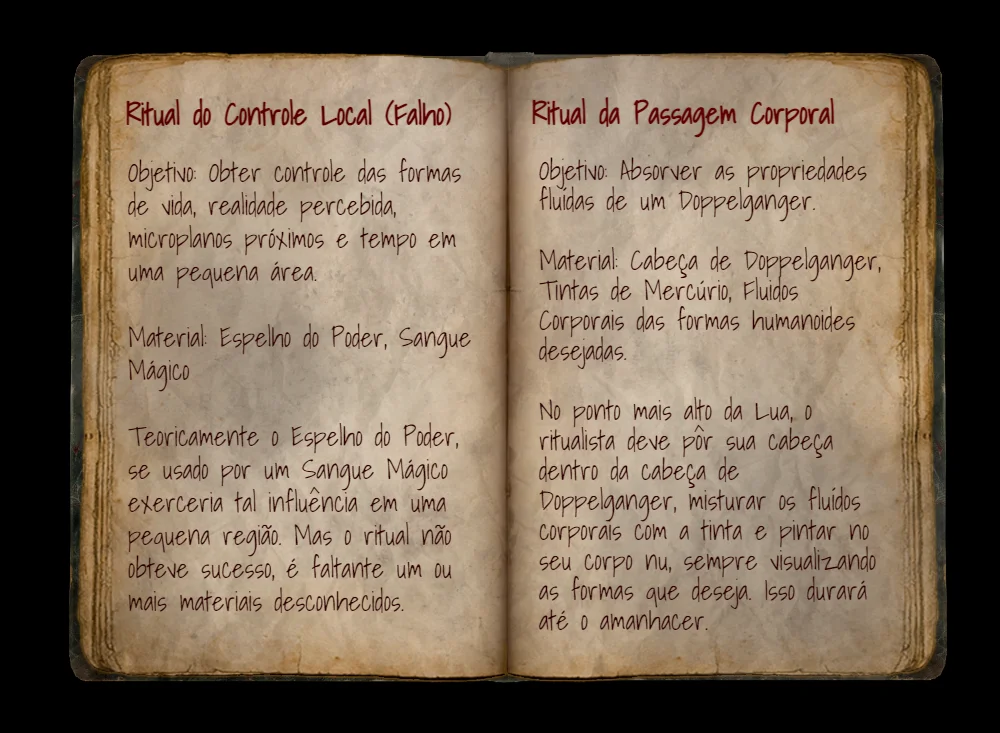 Ritual do Controle Local (Falho)
Objetivo: Obter controle das formas
de vida, realidade percebida,
microplanos próximos e tempo em
uma pequena área.
Material: Espelho do Poder, Sangue
Mágico
Teoricamente o Espelho do Poder,
se usado por um Sangue Mágico
exerceria tal influência em uma
pequena região. Mas o ritual não
obteve sucesso, é faltante um ou
mais materiais desconhecidos.
Ritual da Passagem Corporal
Objetivo: Absorver as propriedades
fluídas de um Doppelganger.
Material: Cabeça de Doppelganger,
Tintas de Mercúrio, Fluidos
Corporais das formas humanoides
desejadas.
No ponto mais alto da Lua, o
ritualista deve pôr sua cabeça
dentro da cabeça de
Doppelganger, misturar os fluídos
corporais com a tinta e pintar no
seu corpo nu, sempre visualizando
as formas que deseja. Isso durará
até o amanhacer.